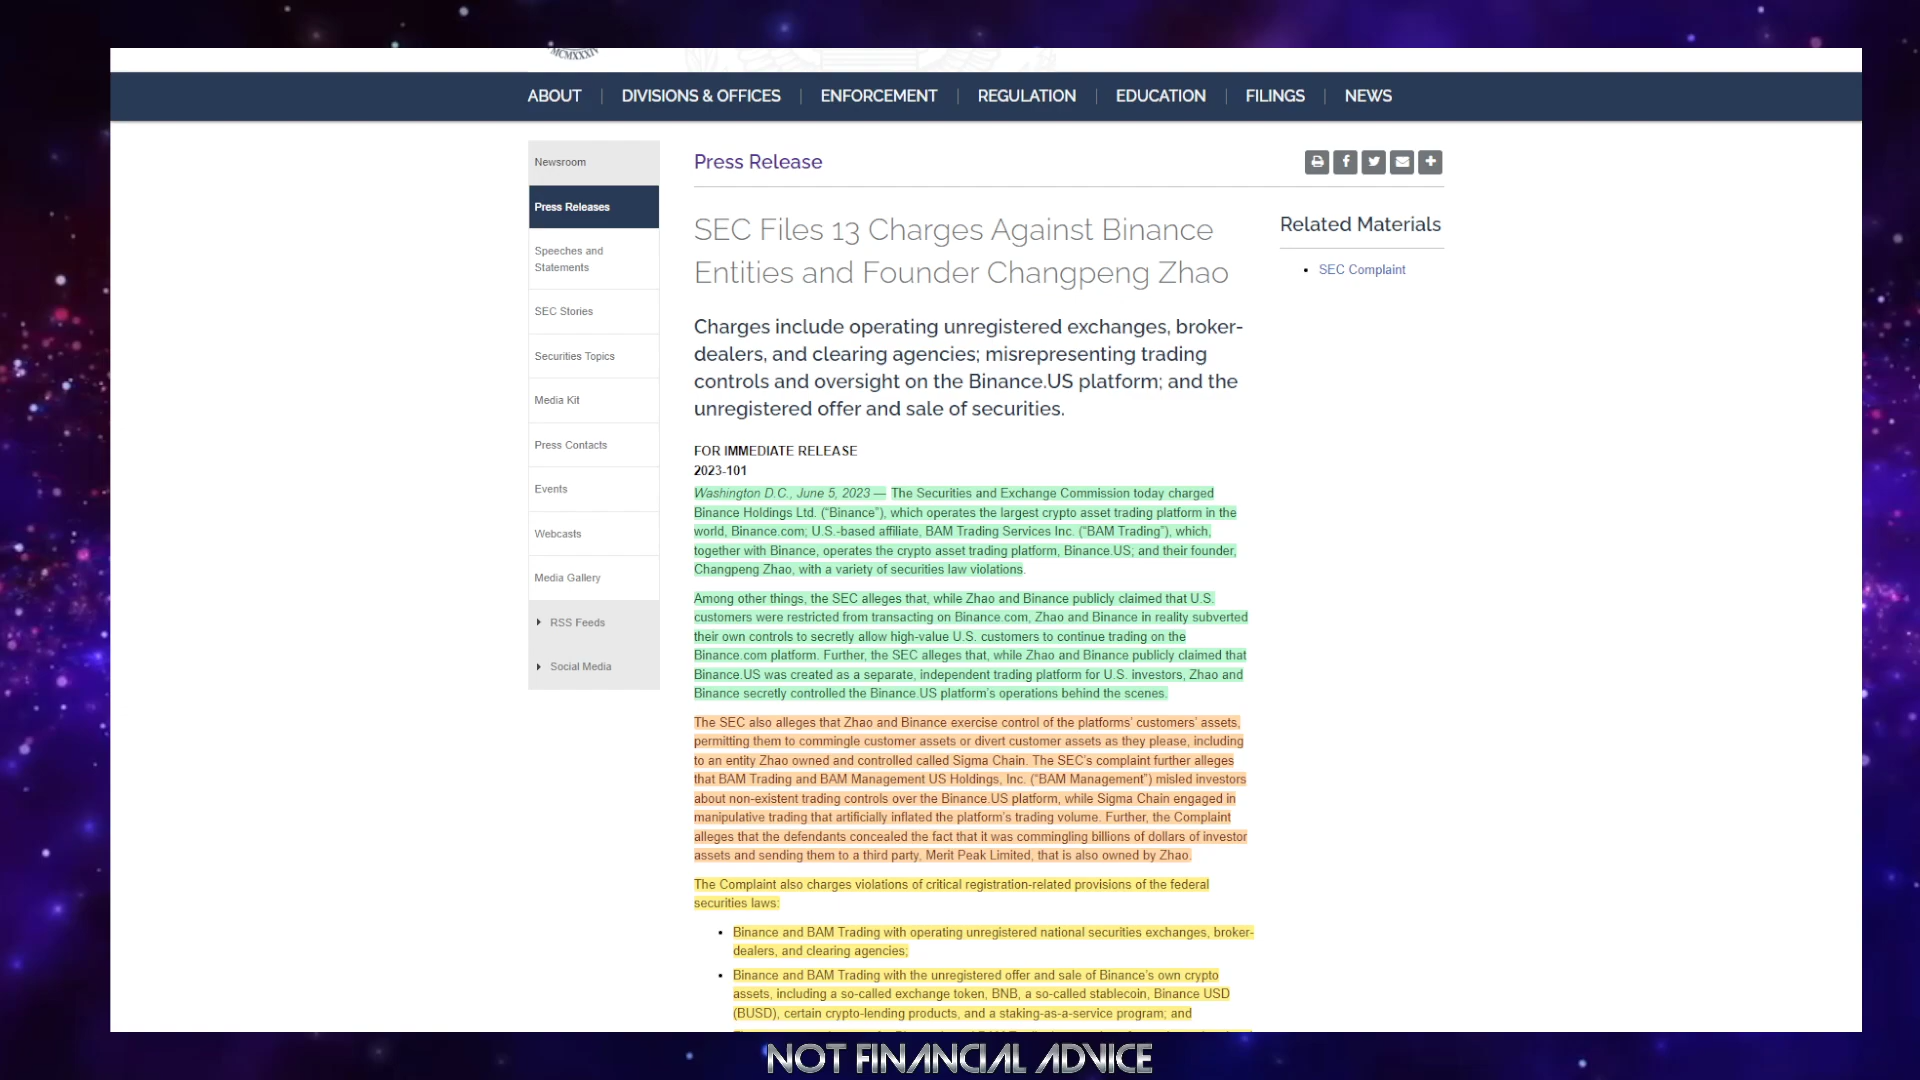 MCMXXXIV
ABOUT | DIVISIONS & OFFICES | ENFORCEMENT | REGULATION | EDUCATION | FILINGS | NEWS
Newsroom
Press Releases
Speeches and
Statements
SEC Stories
Securities Topics
Media Kit
Press Contacts
Events
Webcasts
Media Gallery
RSS Feeds
Social Media
Press Release
SEC Files 13 Charges Against Binance
Entities and Founder Changpeng Zhao
Charges include operating unregistered exchanges, broker-
dealers, and clearing agencies; misrepresenting trading
controls and oversight on the Binance.US platform; and the
unregistered offer and sale of securities.
FOR IMMEDIATE RELEASE
2023-101
Washington D.C., June 5, 2023 — The Securities and Exchange Commission today charged
Binance Holdings Ltd. (“Binance”), which operates the largest crypto asset trading platform in the
world, Binance.com; U.S.-based affiliate, BAM Trading Services Inc. (“BAM Trading”), which,
together with Binance, operates the crypto asset trading platform, Binance.US; and their founder,
Changpeng Zhao, with a variety of securities law violations.
Among other things, the SEC alleges that, while Zhao and Binance publicly claimed that U.S.
customers were restricted from transacting on Binance.com, Zhao and Binance in reality subverted
their own controls to secretly allow high-value U.S. customers to continue trading on the
Binance.com platform. Further, the SEC alleges that, while Zhao and Binance publicly claimed that
Binance.US was created as a separate, independent trading platform for U.S. investors, Zhao and
Binance secretly controlled the Binance.US platform’s operations behind the scenes.
The SEC also alleges that Zhao and Binance exercise control of the platforms’ customers’ assets,
permitting them to commingle customer assets or divert customer assets as they please, including
to an entity Zhao owned and controlled called Sigma Chain. The SEC’s complaint further alleges
that BAM Trading and BAM Management US Holdings, Inc. (“BAM Management”) misled investors
about non-existent trading controls over the Binance.US platform, while Sigma Chain engaged in
manipulative trading that artificially inflated the platform’s trading volume. Further, the Complaint
alleges that the defendants concealed the fact that it was commingling billions of dollars of investor
assets and sending them to a third party, Merit Peak Limited, that is also owned by Zhao.
The Complaint also charges violations of critical registration-related provisions of the federal
securities laws:
• Binance and BAM Trading with operating unregistered national securities exchanges, broker-
dealers, and clearing agencies;
• Binance and BAM Trading with the unregistered offer and sale of Binance’s own crypto
assets, including a so-called exchange token, BNB, a so-called stablecoin, Binance USD
(BUSD), certain crypto-lending products, and a staking-as-a-service program; and
Related Materials
• SEC Complaint
NOT FINANCIAL ADVICE